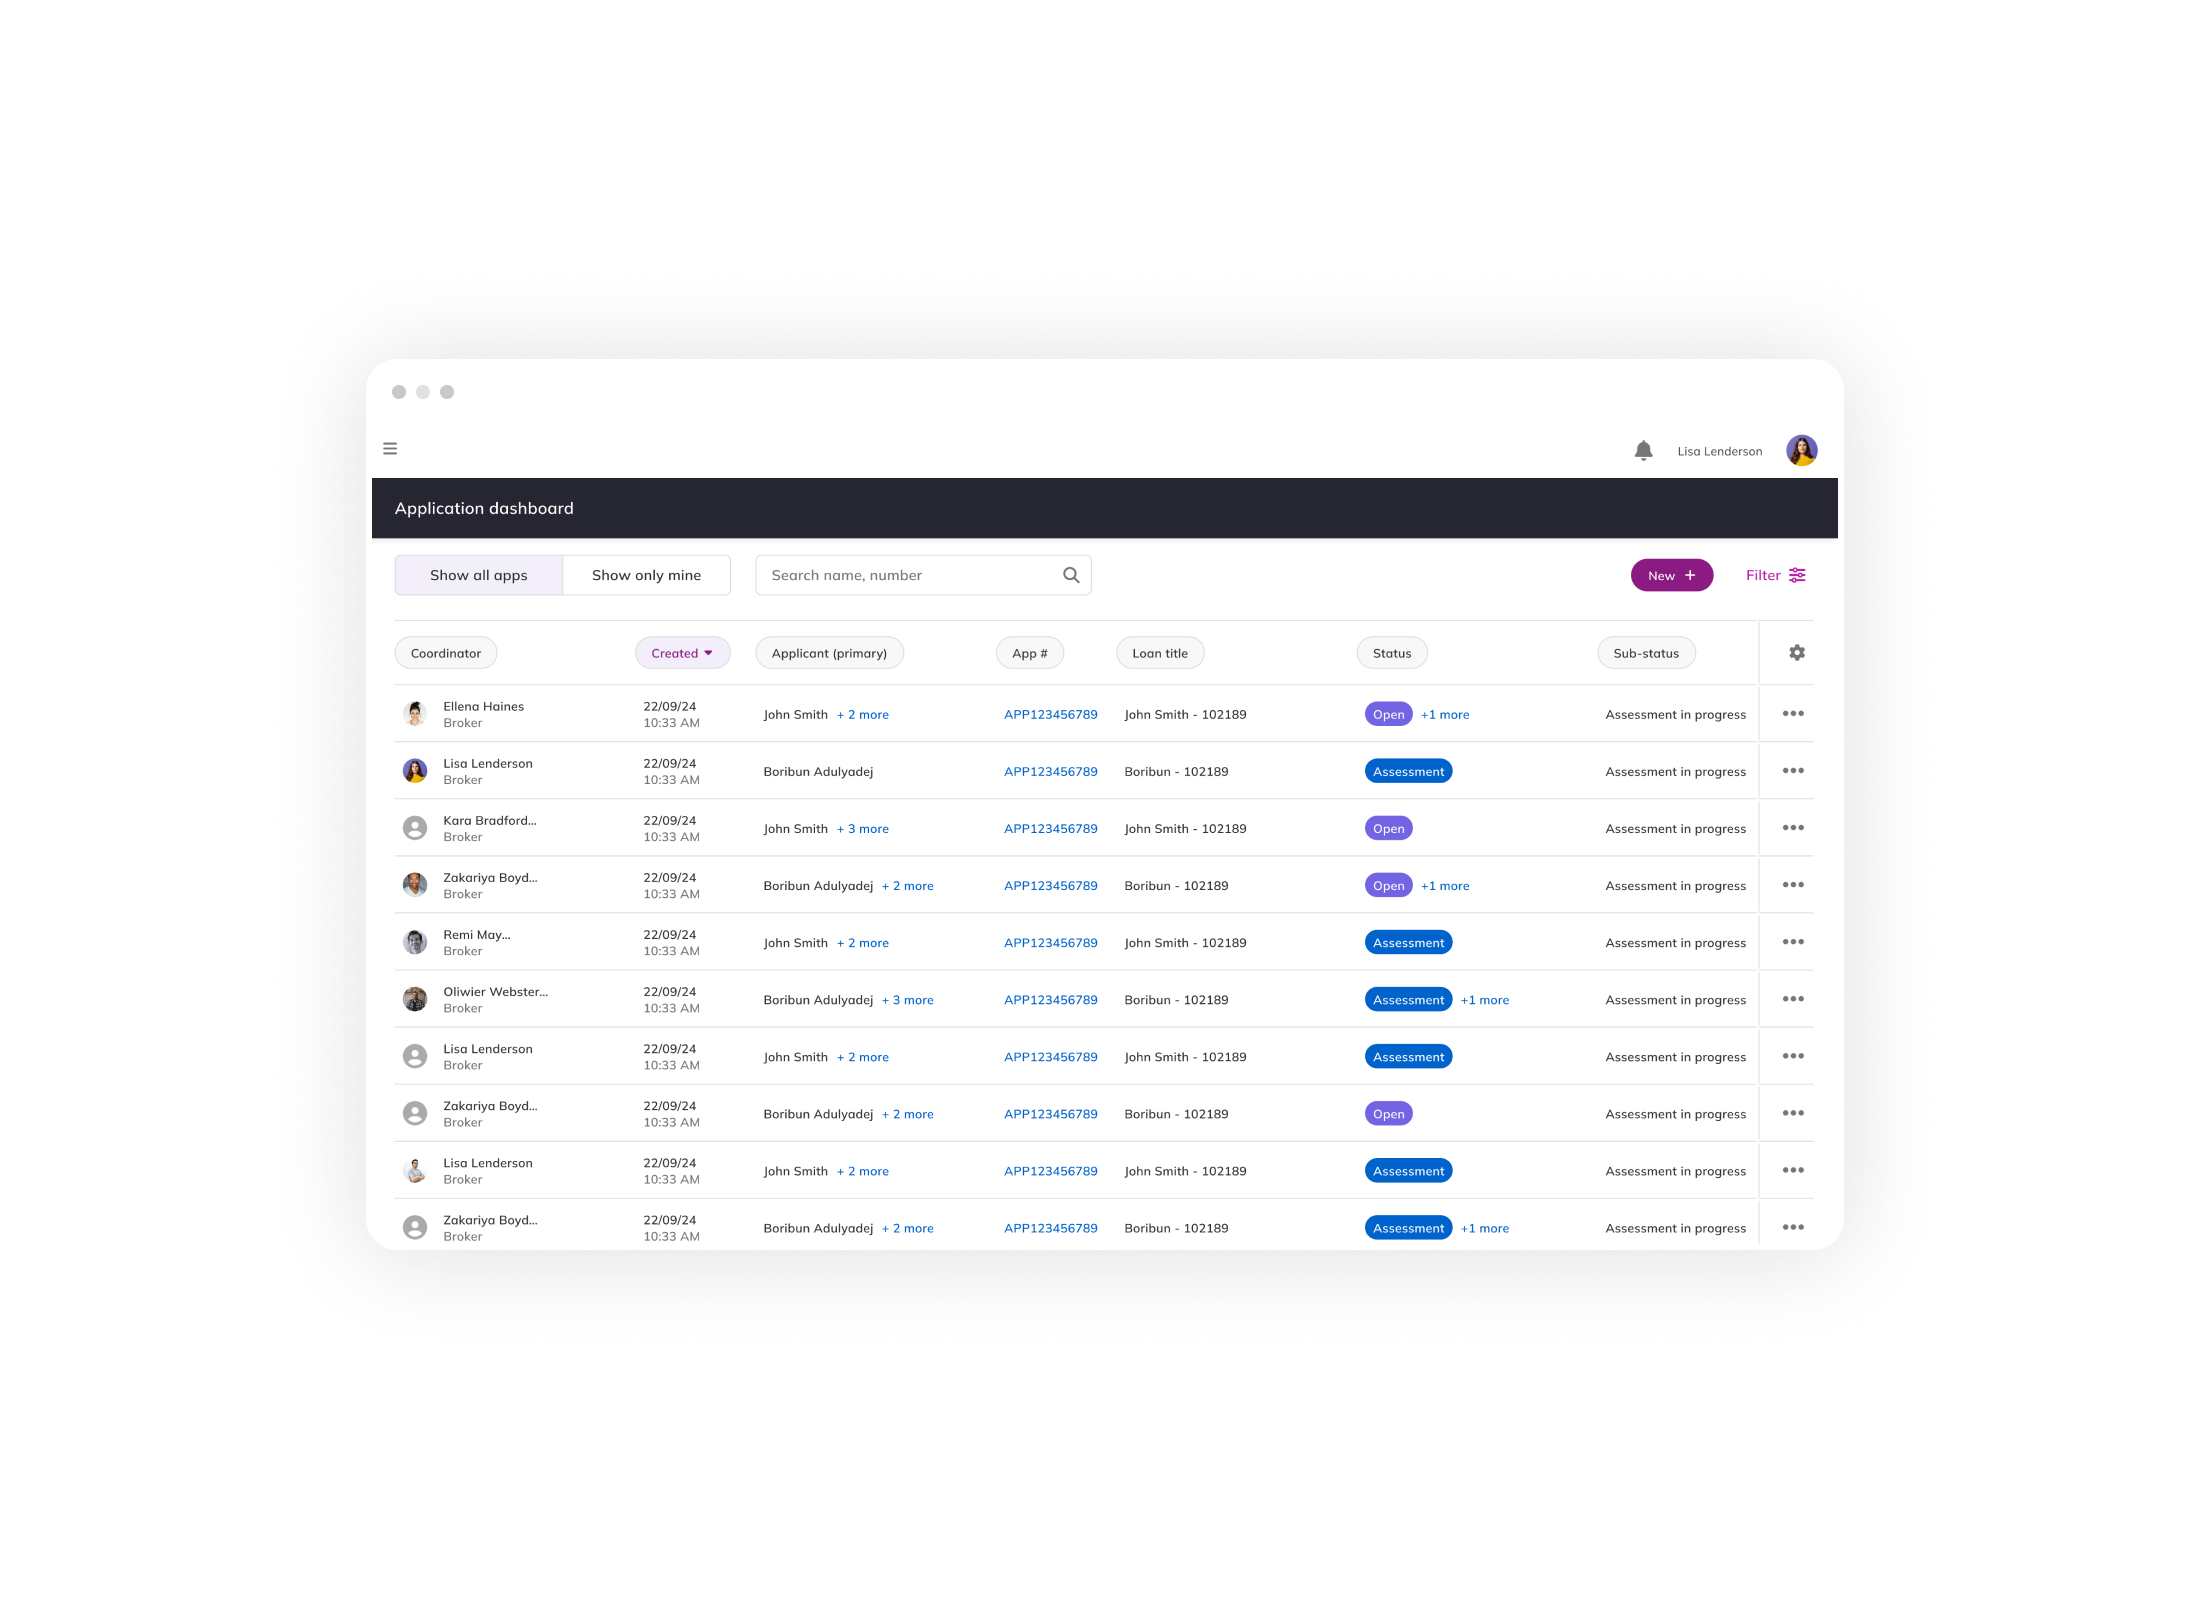 Lisa Lenderson
Application dashboard
Show all apps Show only mine Search name, number New + Filter
Coordinator Created Applicant (primary) App # Loan title Status Sub-status
Ellena Haines 22/09/24
Broker 10:33 AM John Smith + 2 more APP123456789 John Smith - 102189 Open +1 more Assessment in progress
Lisa Lenderson 22/09/24
Broker 10:33 AM Boribun Adulyadej APP123456789 Boribun - 102189 Assessment Assessment in progress
Kara Bradford... 22/09/24
Broker 10:33 AM John Smith + 3 more APP123456789 John Smith - 102189 Open Assessment in progress
Zakariya Boyd... 22/09/24
Broker 10:33 AM Boribun Adulyadej + 2 more APP123456789 Boribun - 102189 Open +1 more Assessment in progress
Remi May... 22/09/24
Broker 10:33 AM John Smith + 2 more APP123456789 John Smith - 102189 Assessment Assessment in progress
Oliwier Webster... 22/09/24
Broker 10:33 AM Boribun Adulyadej + 3 more APP123456789 Boribun - 102189 Assessment +1 more Assessment in progress
Lisa Lenderson 22/09/24
Broker 10:33 AM John Smith + 2 more APP123456789 John Smith - 102189 Assessment Assessment in progress
Zakariya Boyd... 22/09/24
Broker 10:33 AM Boribun Adulyadej + 2 more APP123456789 Boribun - 102189 Open Assessment in progress
Lisa Lenderson 22/09/24
Broker 10:33 AM John Smith + 2 more APP123456789 John Smith - 102189 Assessment Assessment in progress
Zakariya Boyd... 22/09/24
Broker 10:33 AM Boribun Adulyadej + 2 more APP123456789 Boribun - 102189 Assessment +1 more Assessment in progress